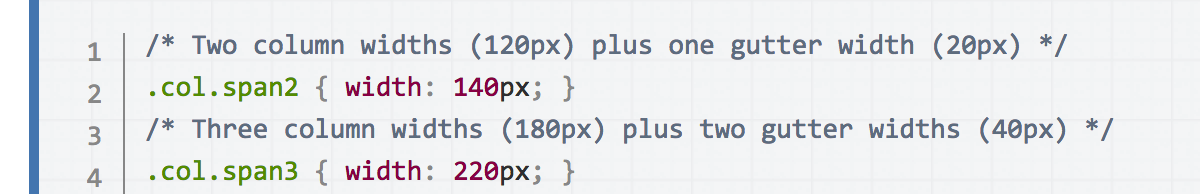 1 /* Two column widths (120px) plus one gutter width (20px) */
2 .col.span2 { width: 140px; }
3 /* Three column widths (180px) plus two gutter widths (40px) */
4 .col.span3 { width: 220px; }